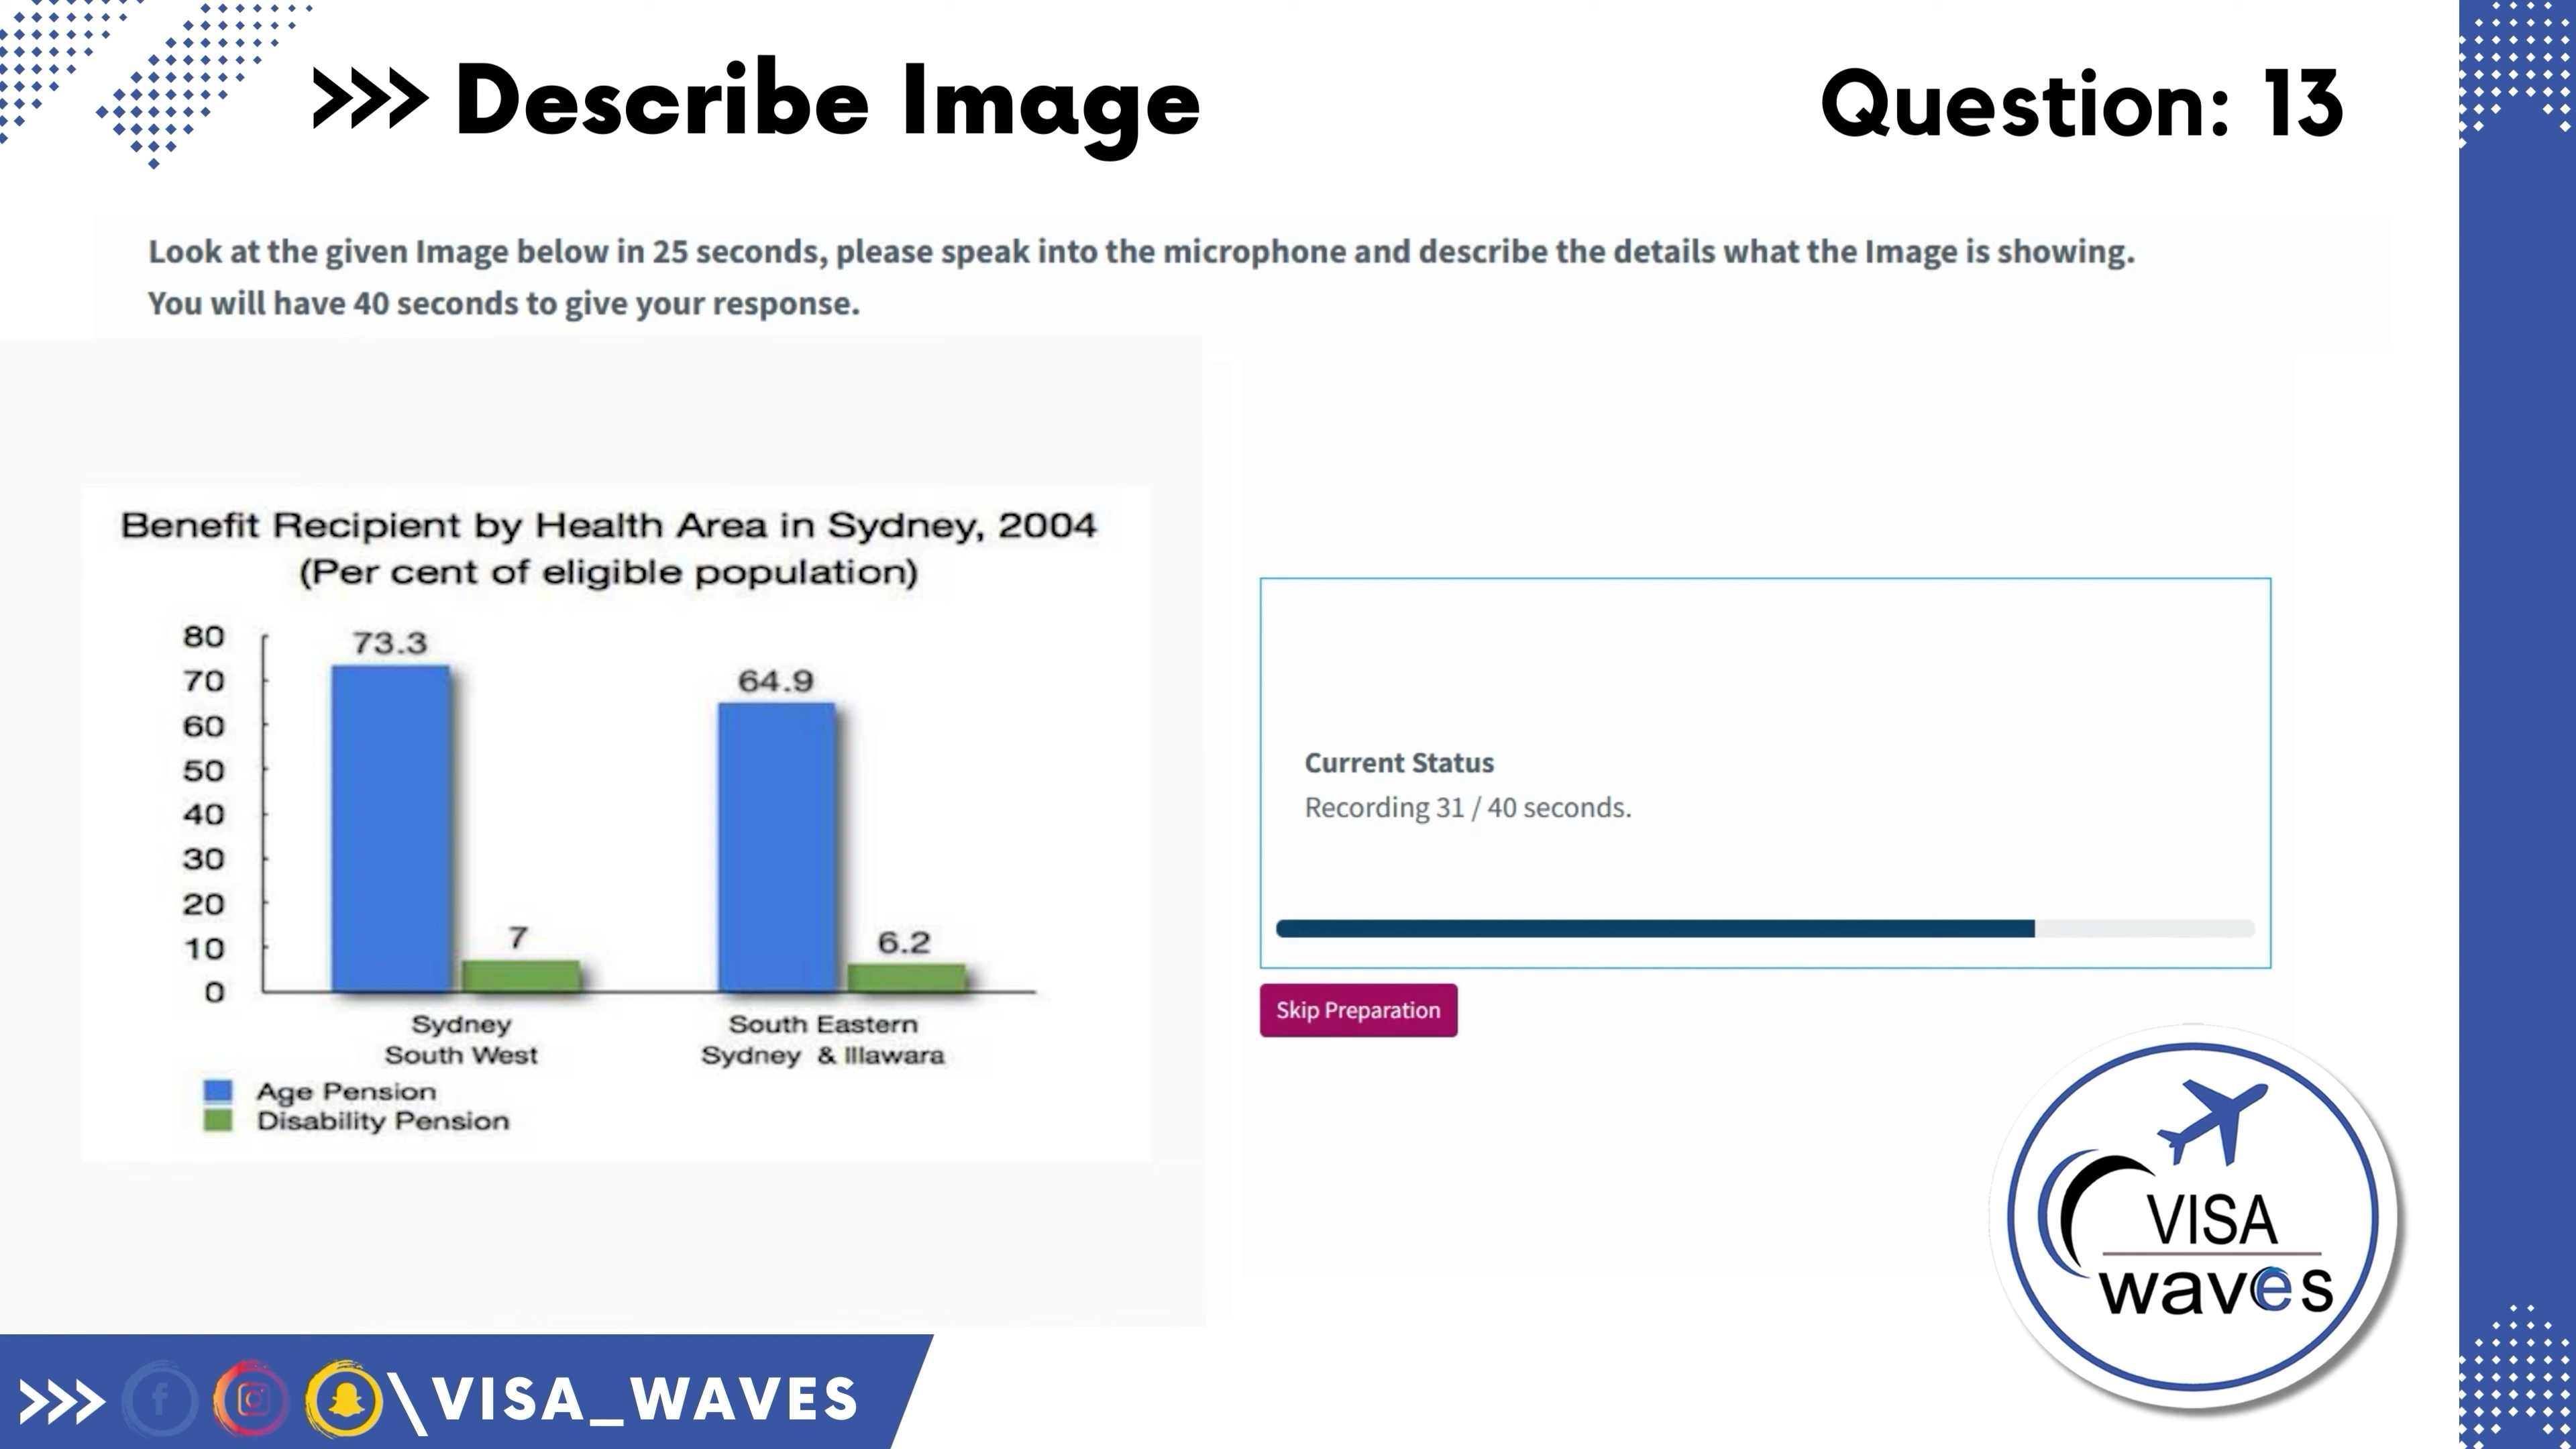 >>> Describe Image
Question: 13
Look at the given Image below in 25 seconds, please speak into the microphone and describe the details what the Image is showing.
You will have 40 seconds to give your response.
Benefit Recipient by Health Area in Sydney, 2004
(Per cent of eligible population)
80
70
60
50
40
30
20
10
0
73.3
7
64.9
6.2
Sydney
South West
South Eastern
Sydney & Illawara
Age Pension
Disability Pension
Current Status
Recording 31 / 40 seconds.
Skip Preparation
VISA
waves
>>> f \VISA_WAVES